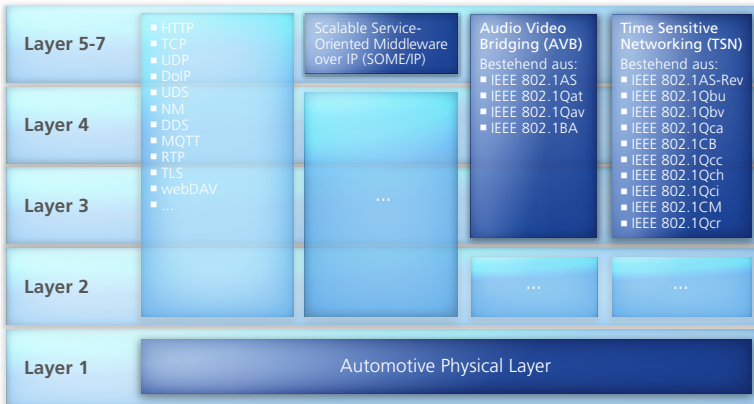 Layer 5-7
Layer 4
Layer 3
Layer 2
Layer 1
■ HTTP
■ TCP
■ UDP
■ DoIP
■ UDS
■ NM
■ DDS
■ MQTT
■ RTP
■ TLS
■ webDAV
■ ...
Scalable Service-
Oriented Middleware
over IP (SOME/IP)
...
Audio Video
Bridging (AVB)
Bestehend aus:
■ IEEE 802.1AS
■ IEEE 802.1Qat
■ IEEE 802.1Qav
■ IEEE 802.1BA
...
Time Sensitive
Networking (TSN)
Bestehend aus:
■ IEEE 802.1AS-Rev
■ IEEE 802.1Qbu
■ IEEE 802.1Qbv
■ IEEE 802.1Qca
■ IEEE 802.1CB
■ IEEE 802.1Qcc
■ IEEE 802.1Qch
■ IEEE 802.1Qci
■ IEEE 802.1CM
■ IEEE 802.1Qcr
...
Automotive Physical Layer